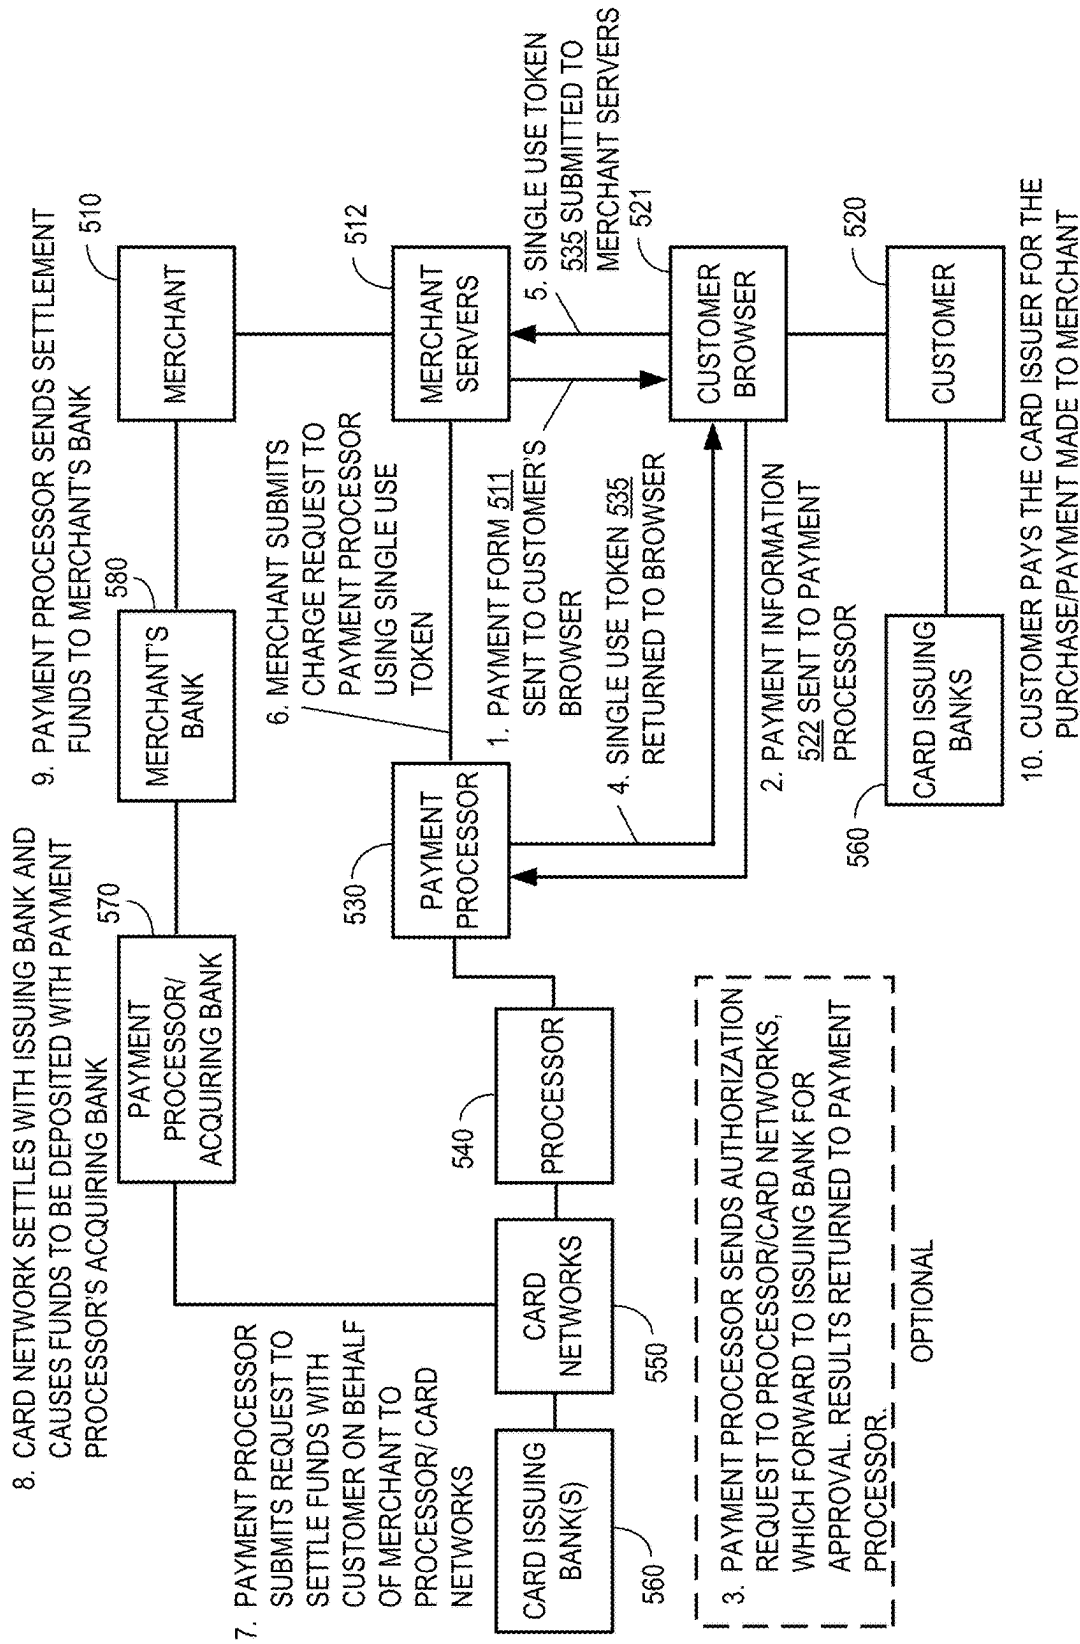 8. CARD NETWORK SETTLES WITH ISSUING BANK AND
CAUSES FUNDS TO BE DEPOSITED WITH PAYMENT
PROCESSOR'S ACQUIRING BANK
9. PAYMENT PROCESSOR SENDS SETTLEMENT
FUNDS TO MERCHANT'S BANK
570
PAYMENT
PROCESSOR/
ACQUIRING BANK
580
MERCHANT'S
BANK
510
MERCHANT
7. PAYMENT PROCESSOR
SUBMITS REQUEST TO
SETTLE FUNDS WITH
CUSTOMER ON BEHALF
OF MERCHANT TO
PROCESSOR/ CARD
NETWORKS
6. MERCHANT SUBMITS
CHARGE REQUEST TO
PAYMENT PROCESSOR
USING SINGLE USE
TOKEN
530
PAYMENT
PROCESSOR
512
MERCHANT
SERVERS
CARD ISSUING
BANK(S)
560
CARD
NETWORKS
550
540
PROCESSOR
1. PAYMENT FORM 511
SENT TO CUSTOMER'S
BROWSER
5. SINGLE USE TOKEN
535 SUBMITTED TO
MERCHANT SERVERS
4. SINGLE USE TOKEN 535
RETURNED TO BROWSER
521
CUSTOMER
BROWSER
3. PAYMENT PROCESSOR SENDS AUTHORIZATION
REQUEST TO PROCESSOR/CARD NETWORKS,
WHICH FORWARD TO ISSUING BANK FOR
APPROVAL. RESULTS RETURNED TO PAYMENT
PROCESSOR.
OPTIONAL
2. PAYMENT INFORMATION
522 SENT TO PAYMENT
PROCESSOR
560
CARD ISSUING
BANKS
520
CUSTOMER
10. CUSTOMER PAYS THE CARD ISSUER FOR THE
PURCHASE/PAYMENT MADE TO MERCHANT